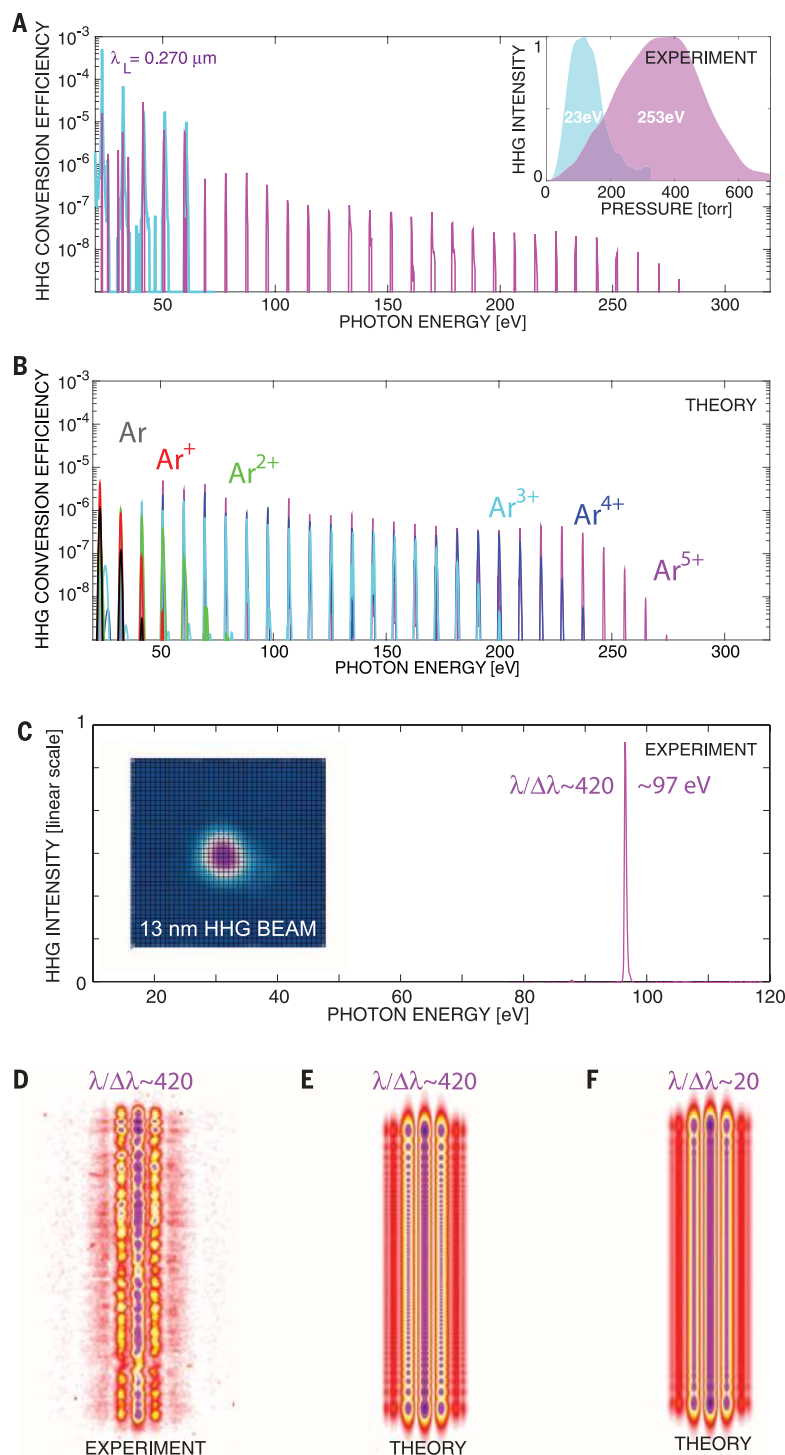 A
HHG CONVERSION EFFICIENCY
10⁻³
10⁻⁴
10⁻⁵
10⁻⁶
10⁻⁷
10⁻⁸
λL = 0.270 μm
50 100 150 200 250 300
PHOTON ENERGY [eV]
HHG INTENSITY
1
0
EXPERIMENT
23eV
253eV
0 200 400 600
PRESSURE [torr]
B
HHG CONVERSION EFFICIENCY
10⁻³
10⁻⁴
10⁻⁵
10⁻⁶
10⁻⁷
10⁻⁸
THEORY
Ar
Ar⁺
Ar²⁺
Ar³⁺
Ar⁴⁺
Ar⁵⁺
50 100 150 200 250 300
PHOTON ENERGY [eV]
C
HHG INTENSITY [linear scale]
1
0
EXPERIMENT
λ/Δλ~420 ~97 eV
13 nm HHG BEAM
20 40 60 80 100 120
PHOTON ENERGY [eV]
D λ/Δλ~420
EXPERIMENT
E λ/Δλ~420
THEORY
F λ/Δλ~20
THEORY